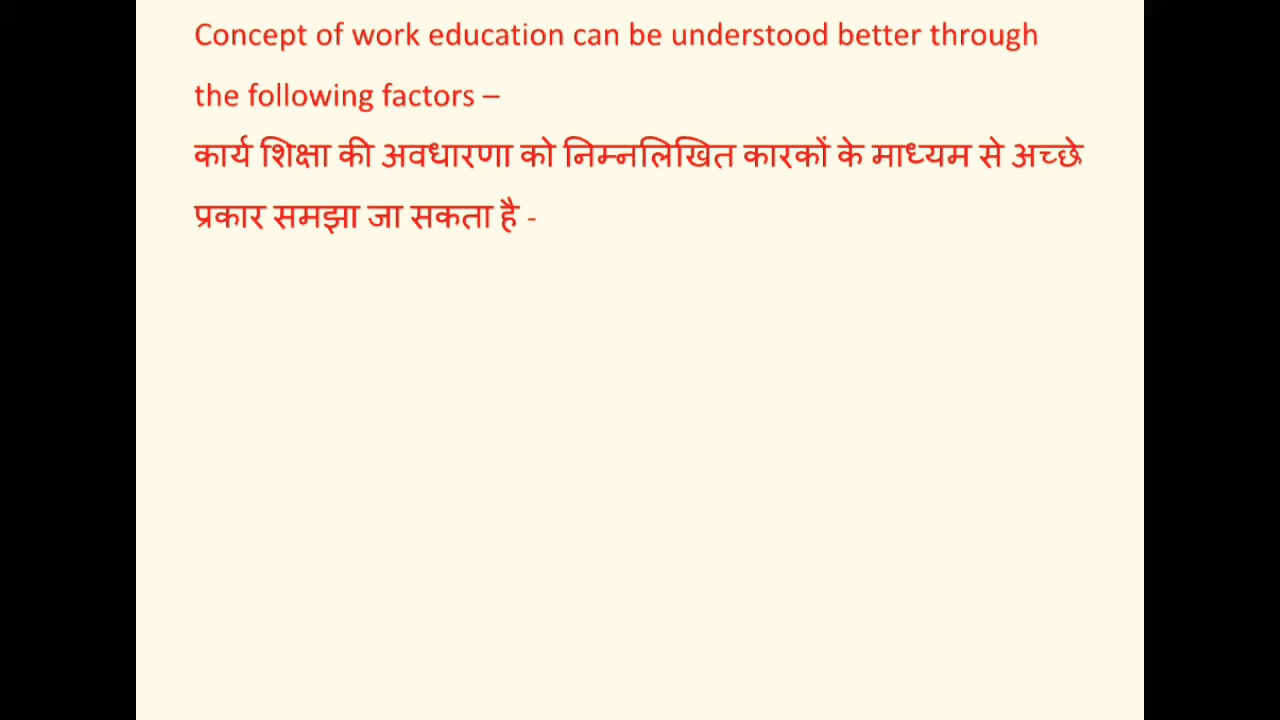 Concept of work education can be understood better through
the following factors –
कार्य शिक्षा की अवधारणा को निम्नलिखित कारकों के माध्यम से अच्छे
प्रकार समझा जा सकता है -